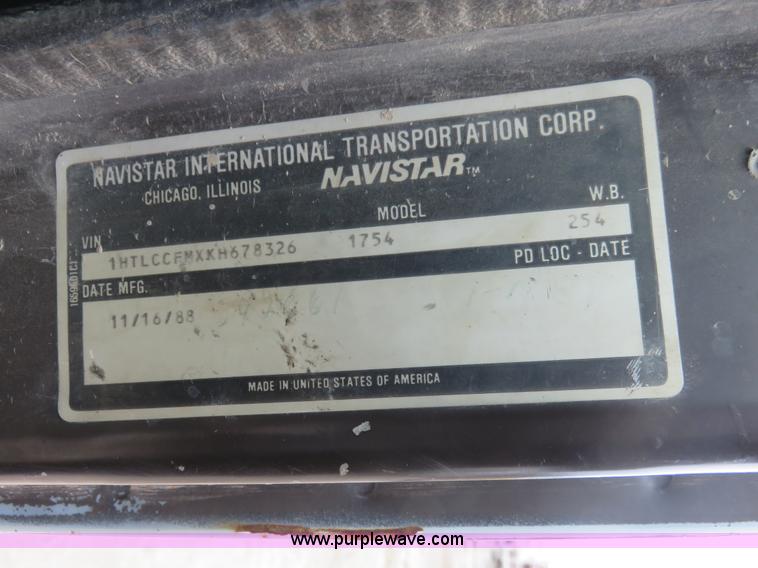 NAVISTAR INTERNATIONAL TRANSPORTATION CORP.
CHICAGO, ILLINOIS NAVISTAR™
VIN MODEL W.B.
1HTLCCFMXKH678326 1754 254
DATE MFG. PD LOC - DATE
11/16/88
MADE IN UNITED STATES OF AMERICA
www.purplewave.com